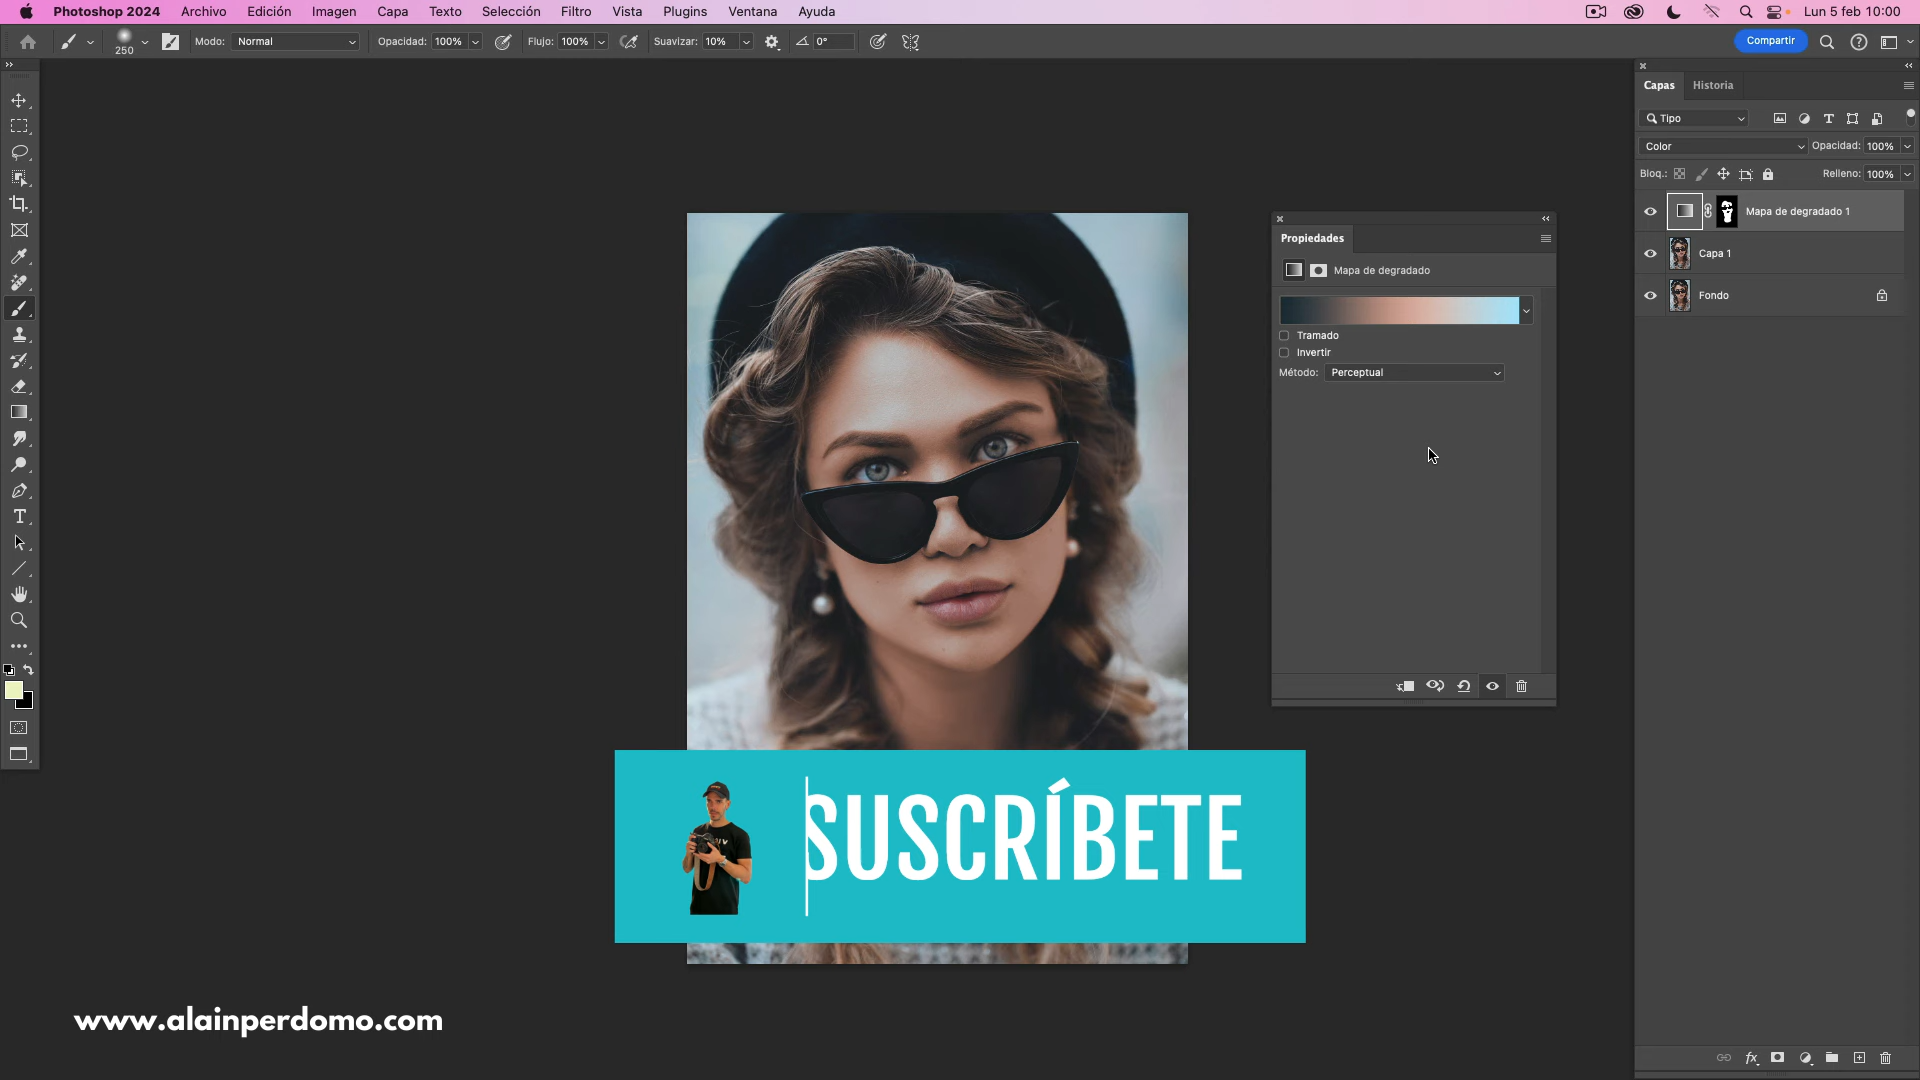 Photoshop 2024 Archivo Edición Imagen Capa Texto Selección Filtro Vista Plugins Ventana Ayuda Lun 5 feb 10:00
250 Modo: Normal Opacidad: 100% Flujo: 100% Suavizar: 10% 0° Compartir
Capas Historia
Tipo
Color Opacidad: 100%
Bloq.: Relleno: 100%
Mapa de degradado 1
Capa 1
Fondo
Propiedades
Mapa de degradado
Tramado
Invertir
Método: Perceptual
SUSCRÍBETE
www.alainperdomo.com